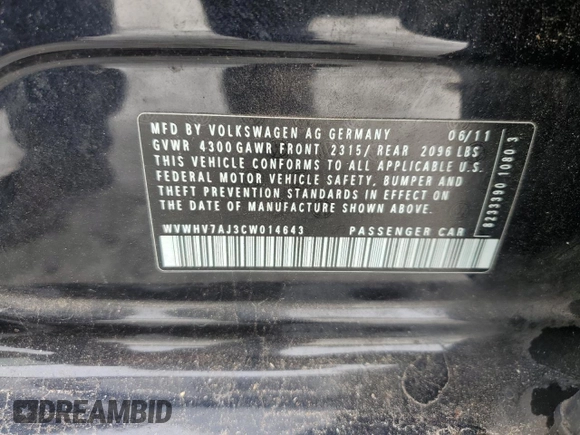 MFD BY VOLKSWAGEN AG GERMANY 06/11
GVWR 4300 GAWR FRONT 2315/ REAR 2096 LBS
THIS VEHICLE CONFORMS TO ALL APPLICABLE U.S.
FEDERAL MOTOR VEHICLE SAFETY, BUMPER AND
THEFT PREVENTION STANDARDS IN EFFECT ON
THE DATE OF MANUFACTURE SHOWN ABOVE.
WVWHV7AJ3CW014643 PASSENGER CAR
8333390 1080 3
DREAMBID